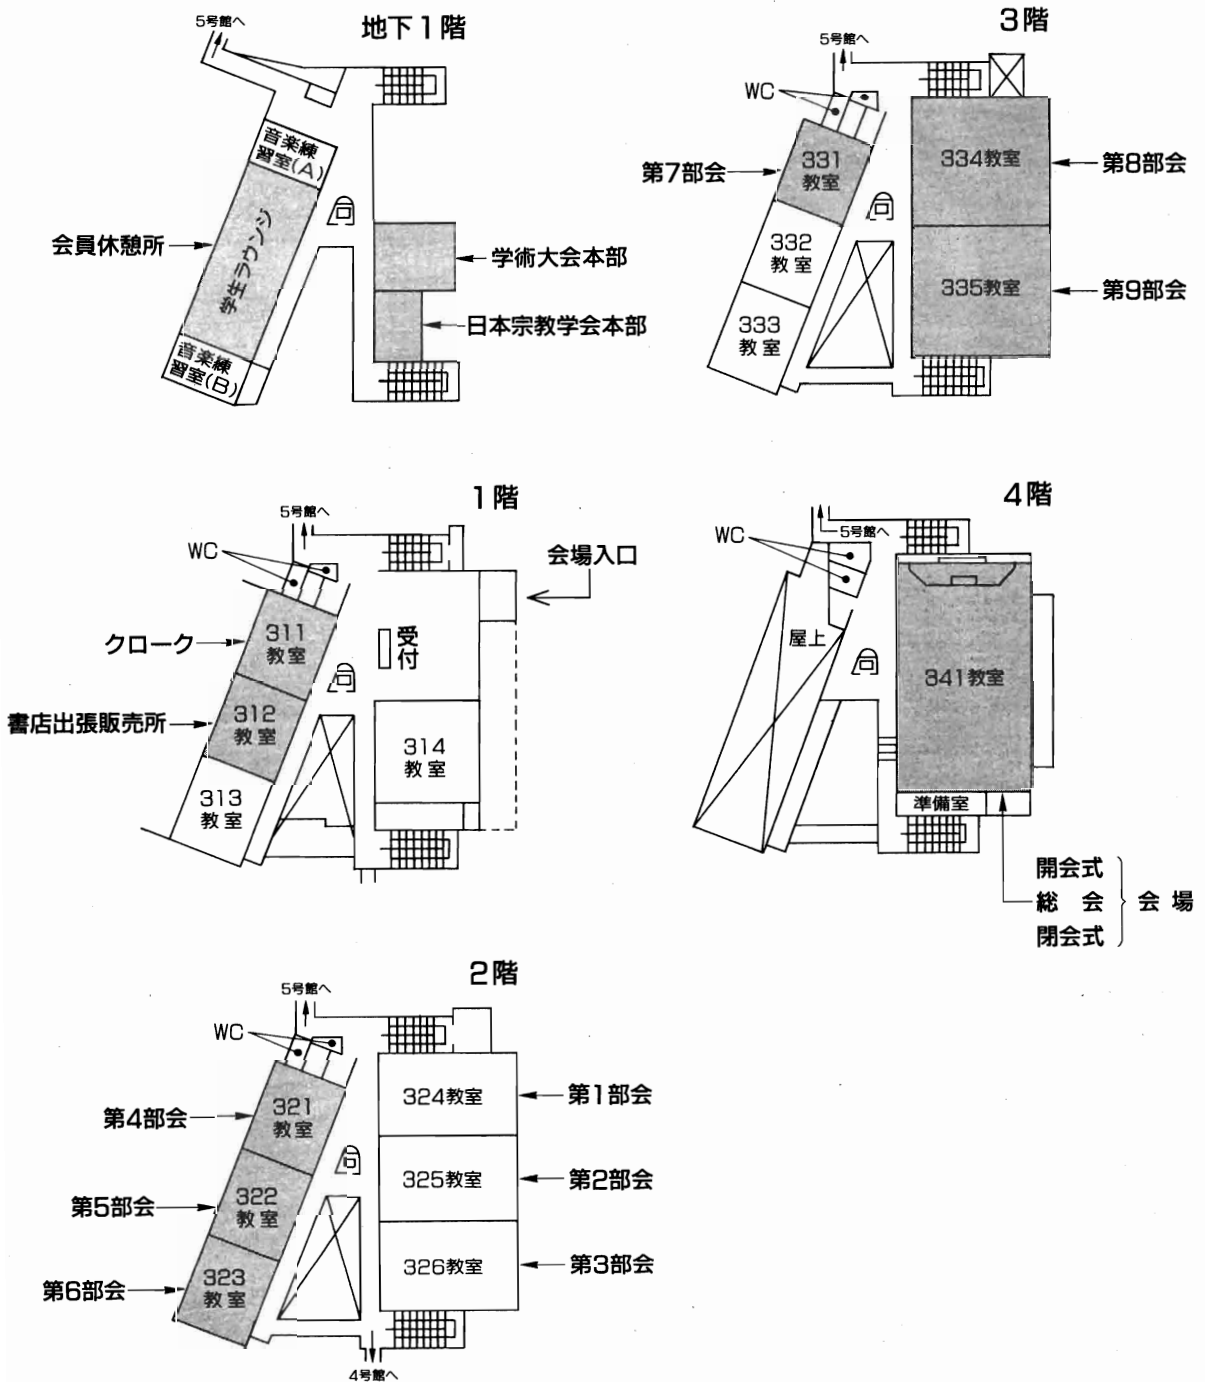 地下1階
5号館へ
音楽練
習室(A)
学生ラウンジ
会員休憩所
音楽練
習室(B)
学術大会本部
日本宗教学会本部
3階
5号館へ
WC
331
教室
第7部会
332
教室
333
教室
334教室
第8部会
335教室
第9部会
1階
5号館へ
WC
会場入口
311
教室
クローク
受付
312
教室
書店出張販売所
313
教室
314
教室
4階
5号館へ
WC
屋上
341教室
準備室
開会式
総 会
閉会式
会 場
2階
5号館へ
WC
321
教室
第4部会
322
教室
第5部会
323
教室
第6部会
324教室
第1部会
325教室
第2部会
326教室
第3部会
4号館へ